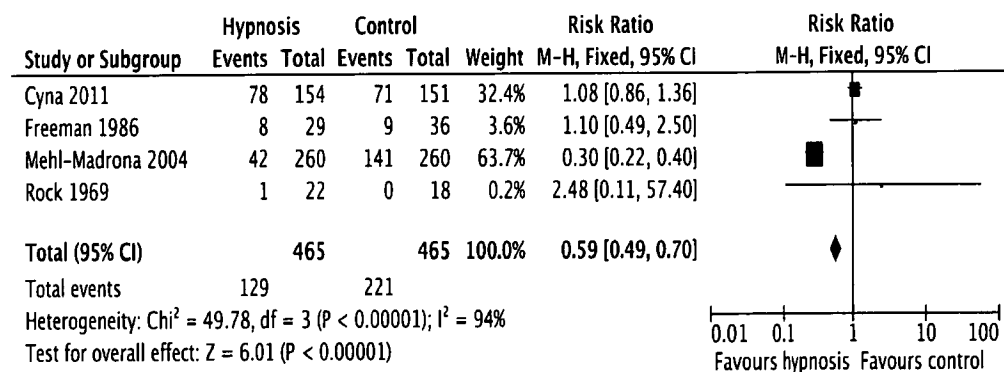 Hypnosis Control Risk Ratio Risk Ratio
Study or Subgroup Events Total Events Total Weight M-H, Fixed, 95% CI M-H, Fixed, 95% CI
Cyna 2011 78 154 71 151 32.4% 1.08 [0.86, 1.36]
Freeman 1986 8 29 9 36 3.6% 1.10 [0.49, 2.50]
Mehl-Madrona 2004 42 260 141 260 63.7% 0.30 [0.22, 0.40]
Rock 1969 1 22 0 18 0.2% 2.48 [0.11, 57.40]
Total (95% CI) 465 465 100.0% 0.59 [0.49, 0.70]
Total events 129 221
Heterogeneity: Chi² = 49.78, df = 3 (P < 0.00001); I² = 94%
Test for overall effect: Z = 6.01 (P < 0.00001)
0.01 0.1 1 10 100
Favours hypnosis Favours control